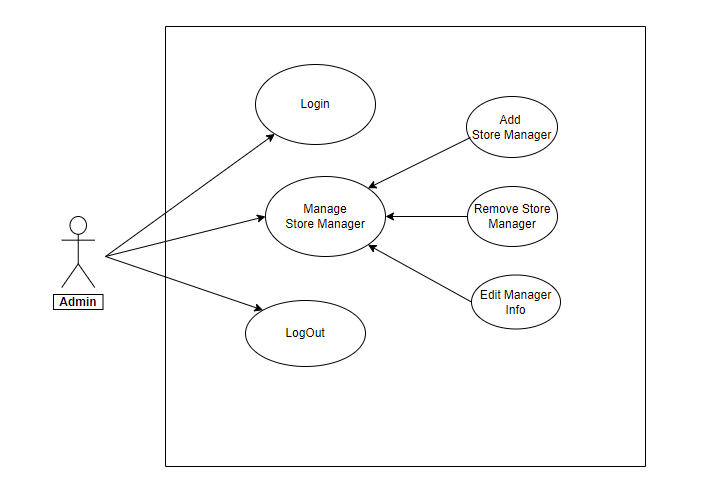 Login
Add
Store Manager
Manage
Store Manager
Remove Store
Manager
Admin
Edit Manager
Info
LogOut